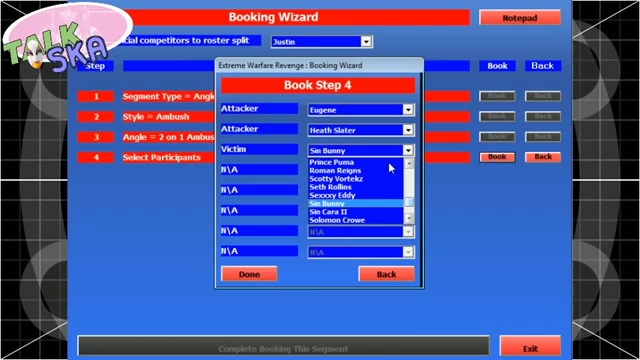 Booking Wizard
Notepad
TALK
SKA
cial competitors to roster split
Justin
Step
Book
Back
Extreme Warfare Revenge : Booking Wizard
Book Step 4
1
Segment Type = Angle
Book
Back
2
Style = Ambush
Book
Back
3
Angle = 2 on 1 Ambus
Book
Back
4
Select Participants
Book
Back
Attacker
Eugene
Attacker
Heath Slater
Victim
Sin Bunny
N\A
Prince Puma
Roman Reigns
Scotty Vortekz
N\A
Seth Rollins
Sexxxy Eddy
Sin Bunny
N\A
Sin Cara II
Solomon Crowe
N\A
N\A
N\A
N\A
Done
Back
Complete Booking This Segment
Exit